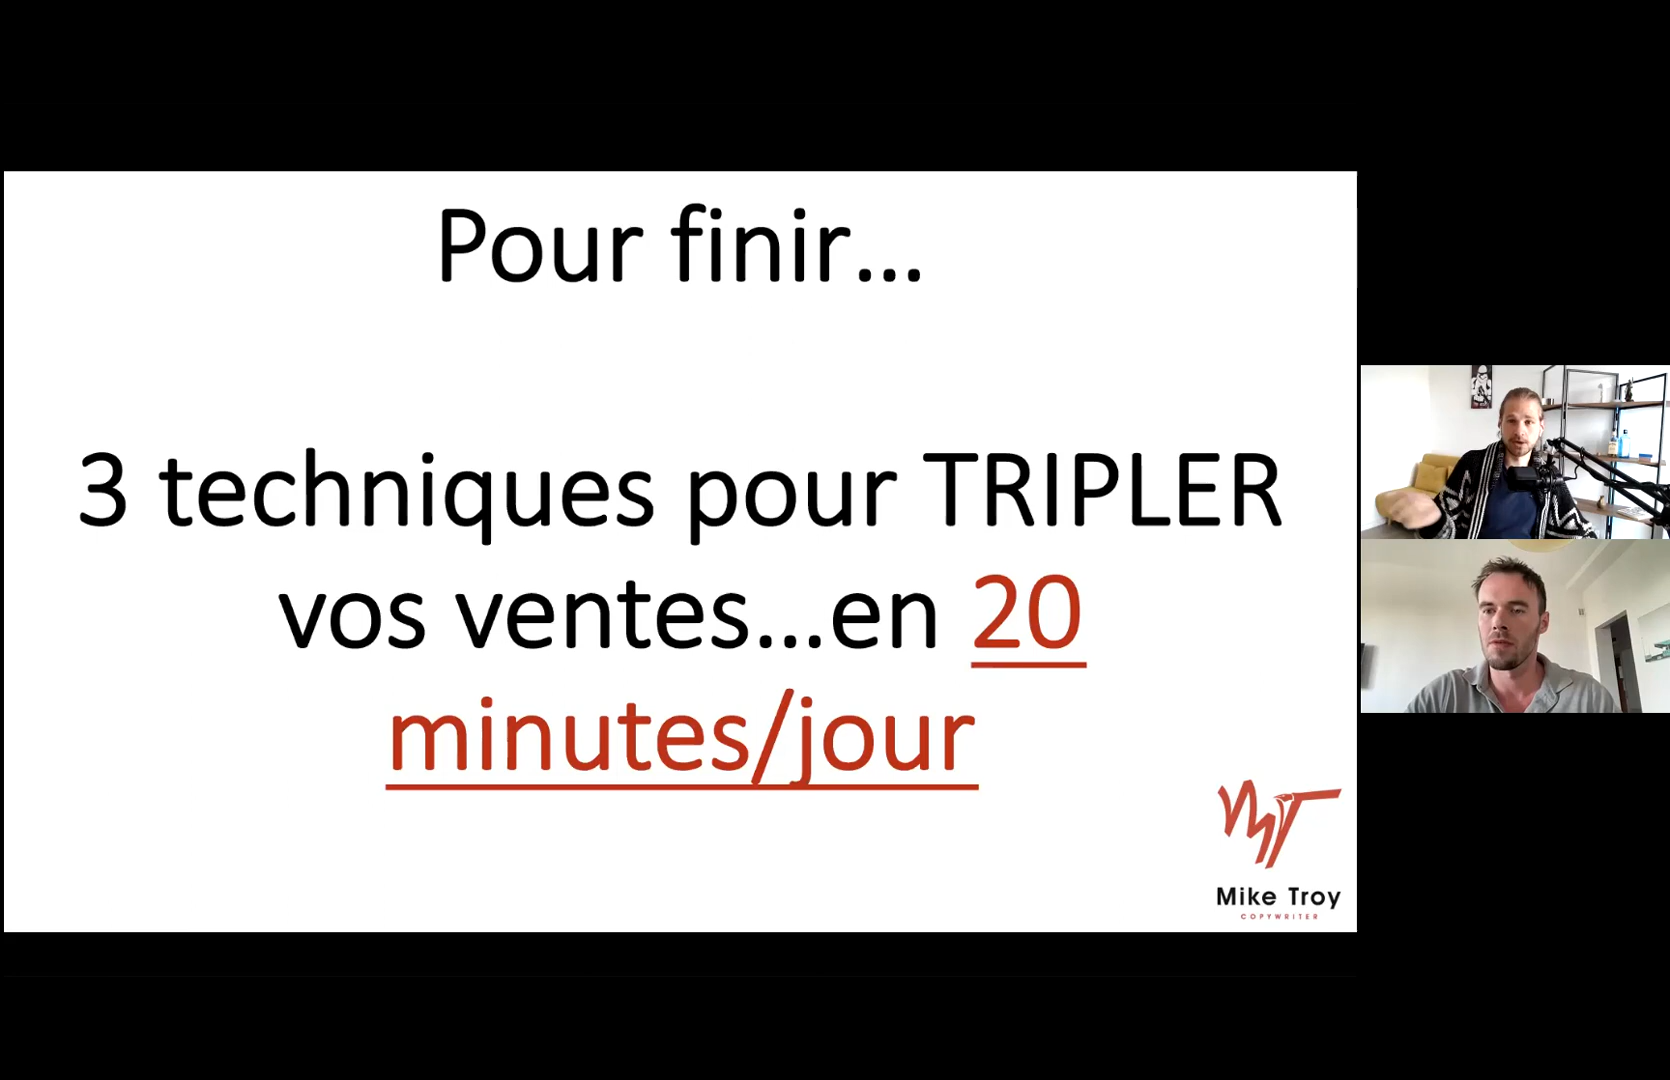 Pour finir...
3 techniques pour TRIPLER
vos ventes...en 20
minutes/jour
Mike Troy
COPYWRITER